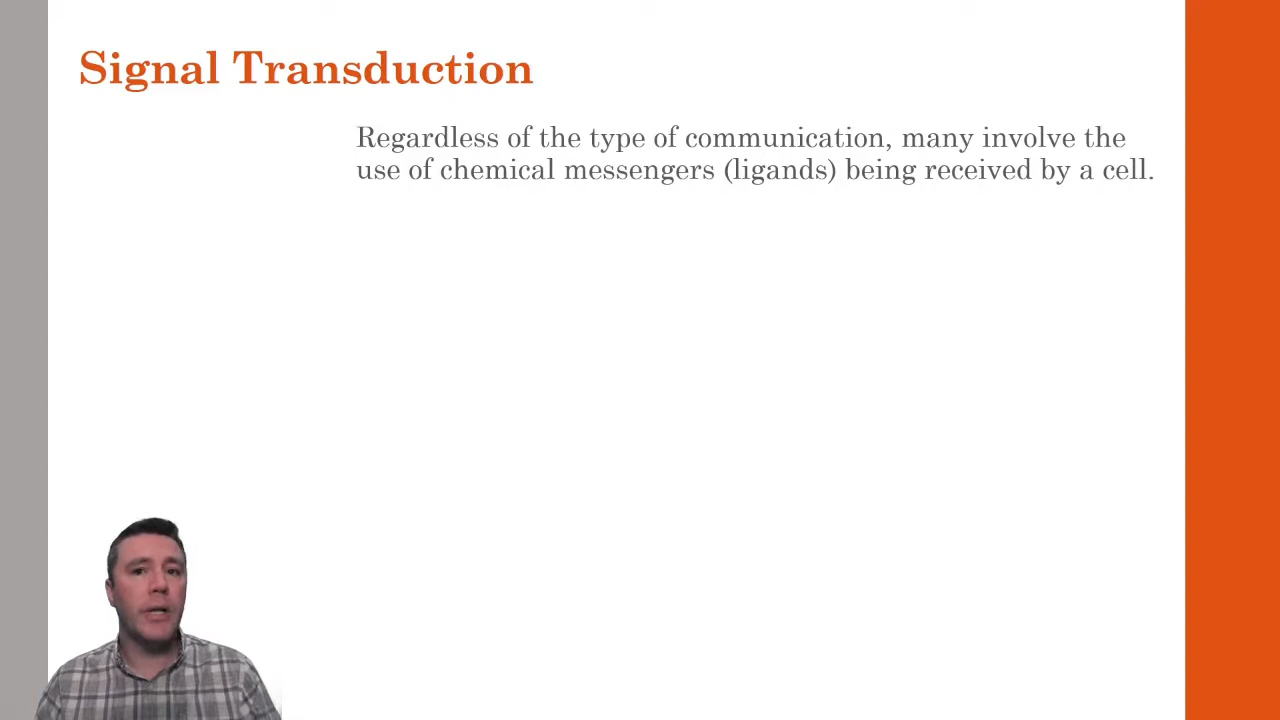 Signal Transduction
Regardless of the type of communication, many involve the
use of chemical messengers (ligands) being received by a cell.